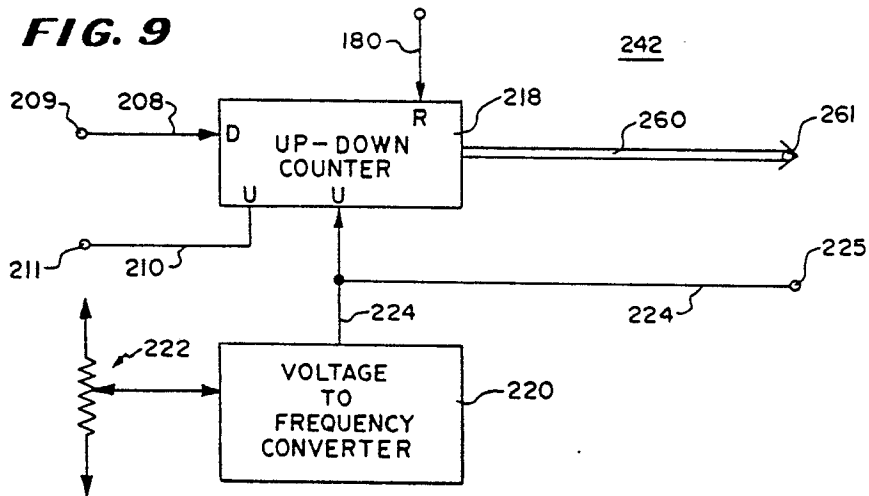 FIG. 9
180
242
209
208
218
R
260
261
D
UP-DOWN
COUNTER
U
U
211
210
225
224
224
222
VOLTAGE
TO
FREQUENCY
CONVERTER
220